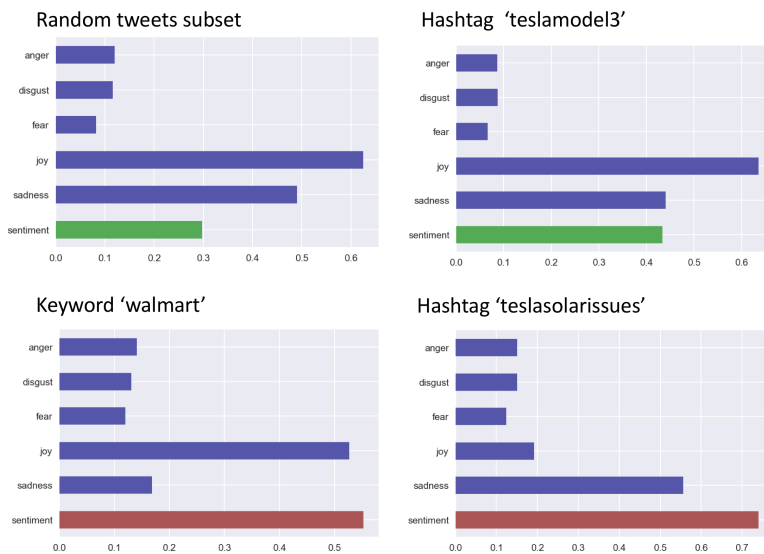 Random tweets subset
anger
disgust
fear
joy
sadness
sentiment
0.0 0.1 0.2 0.3 0.4 0.5 0.6
Hashtag ‘teslamodel3’
anger
disgust
fear
joy
sadness
sentiment
0.0 0.1 0.2 0.3 0.4 0.5 0.6
Keyword ‘walmart’
anger
disgust
fear
joy
sadness
sentiment
0.0 0.1 0.2 0.3 0.4 0.5
Hashtag ‘teslasolarissues’
anger
disgust
fear
joy
sadness
sentiment
0.0 0.1 0.2 0.3 0.4 0.5 0.6 0.7